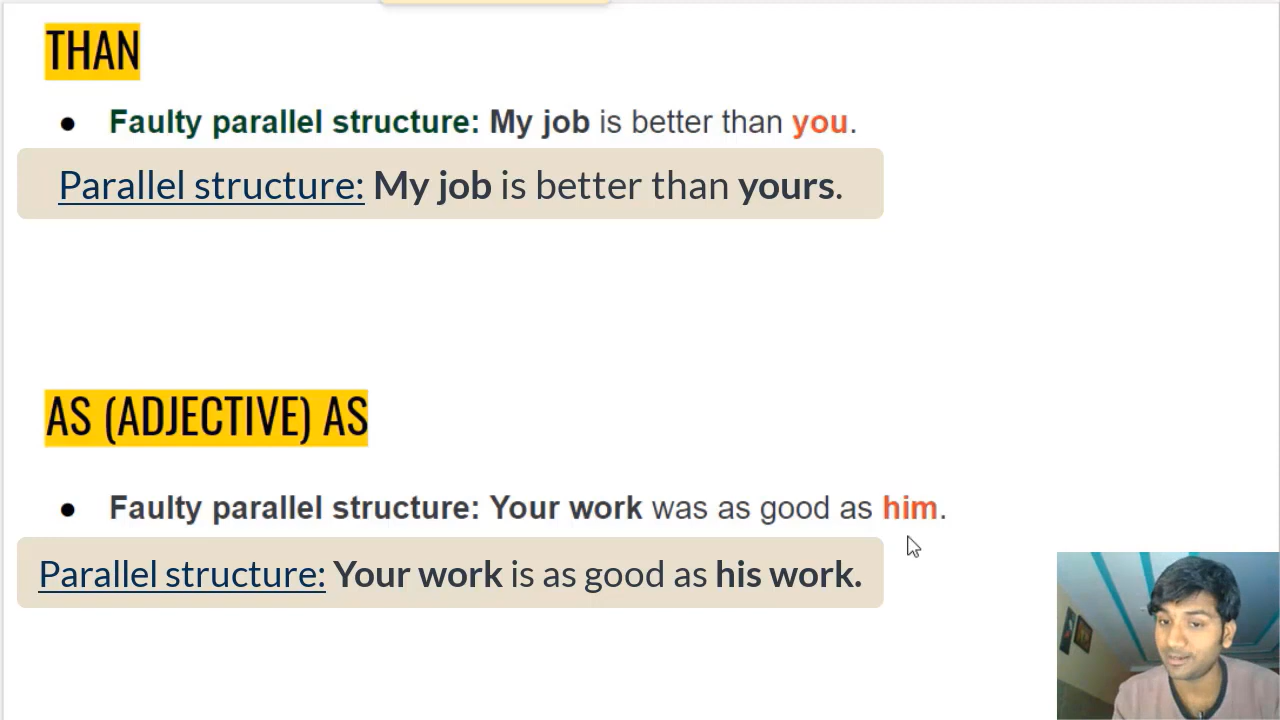 THAN
● Faulty parallel structure: My job is better than you.
Parallel structure: My job is better than yours.
AS (ADJECTIVE) AS
● Faulty parallel structure: Your work was as good as him.
Parallel structure: Your work is as good as his work.